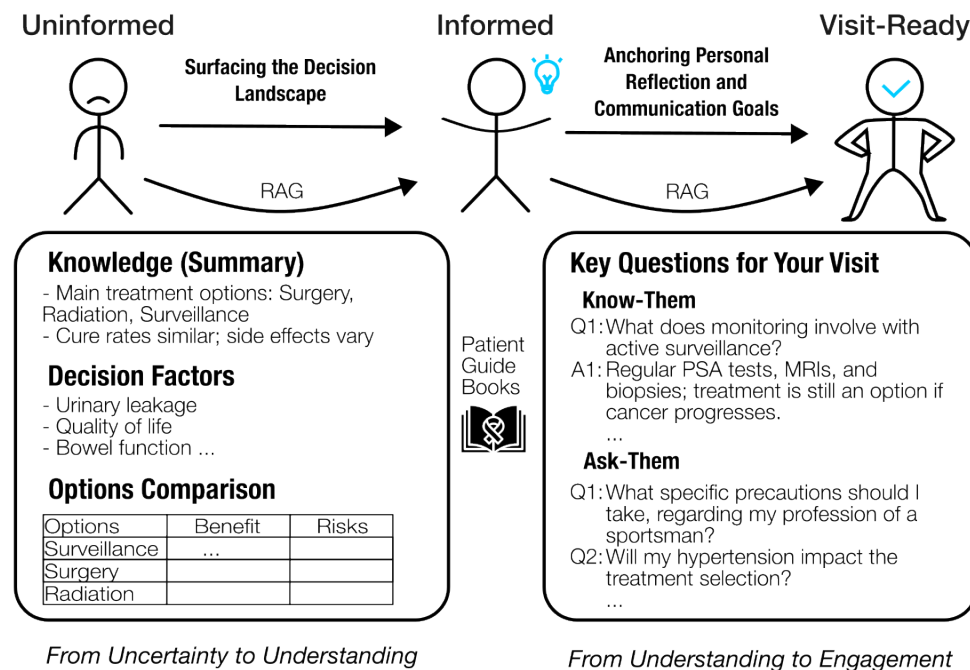 Uninformed
Informed
Visit-Ready
Surfacing the Decision
Landscape
Anchoring Personal
Reflection and
Communication Goals
RAG
RAG
Knowledge (Summary)
- Main treatment options: Surgery,
Radiation, Surveillance
- Cure rates similar; side effects vary
Decision Factors
- Urinary leakage
- Quality of life
- Bowel function ...
Options Comparison
Options Benefit Risks
Surveillance ...
Surgery
Radiation
Patient
Guide
Books
Key Questions for Your Visit
Know-Them
Q1: What does monitoring involve with
active surveillance?
A1: Regular PSA tests, MRIs, and
biopsies; treatment is still an option if
cancer progresses.
...
Ask-Them
Q1: What specific precautions should I
take, regarding my profession of a
sportsman?
Q2: Will my hypertension impact the
treatment selection?
...
From Uncertainty to Understanding
From Understanding to Engagement